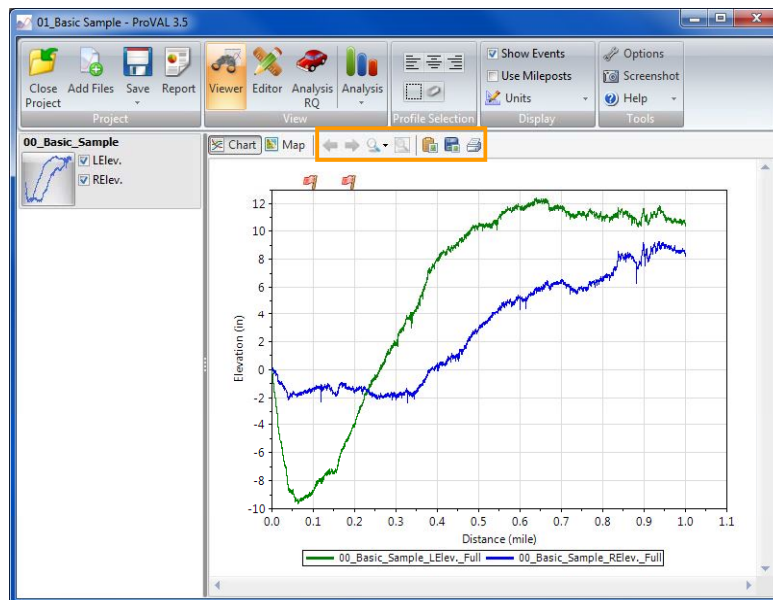 01_Basic Sample - ProVAL 3.5
Close Project
Add Files
Save
Report
Project
Viewer
Editor
Analysis RQ
Analysis
View
Profile Selection
Show Events
Use Mileposts
Units
Display
Options
Screenshot
Help
Tools
00_Basic_Sample
LElev.
RElev.
Chart
Map
12
10
8
6
4
2
0
-2
-4
-6
-8
-10
Elevation (in)
0.0 0.1 0.2 0.3 0.4 0.5 0.6 0.7 0.8 0.9 1.0 1.1
Distance (mile)
00_Basic_Sample_LElev._Full 00_Basic_Sample_RElev._Full